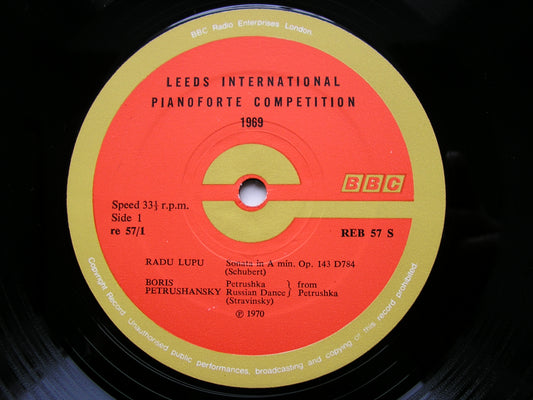 BBC Radio Enterprises London.
LEEDS INTERNATIONAL
PIANOFORTE COMPETITION
1969
BBC
Speed 33⅓ r.p.m.
Side 1
re 57/1
REB 57 S
RADU LUPU Sonata in A min. Op. 143 D784
(Schubert)
BORIS PETRUSHANSKY Petrushka
Russian Dance } from Petrushka
(Stravinsky)
℗ 1970
Copyright Record. Unauthorised public performances, broadcasting and copying of this record prohibited.